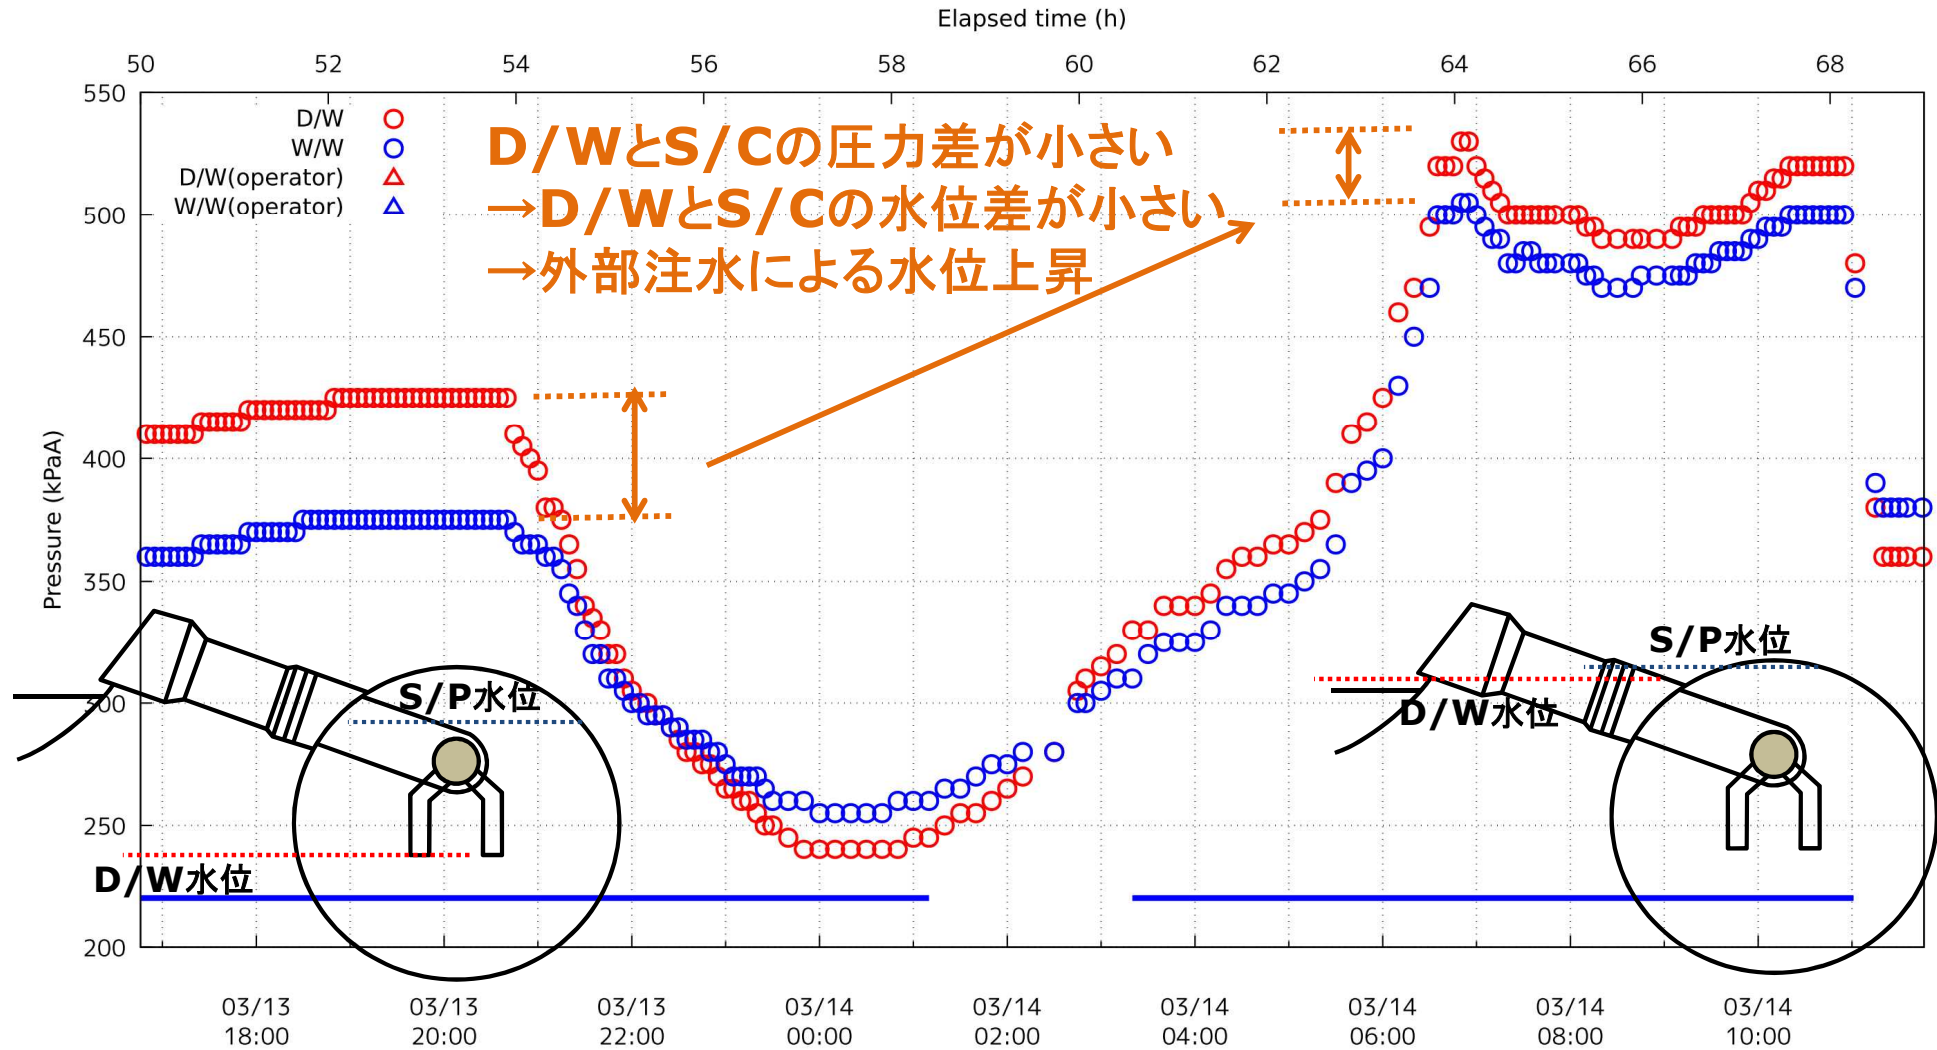 Elapsed time (h)
50 52 54 56 58 60 62 64 66 68
550
500
450
400
350
300
250
200
Pressure (kPaA)
D/W
W/W
D/W(operator)
W/W(operator)
D/WとS/Cの圧力差が小さい
→D/WとS/Cの水位差が小さい
→外部注水による水位上昇
S/P水位
D/W水位
S/P水位
D/W水位
03/13 03/13 03/13 03/14 03/14 03/14 03/14 03/14 03/14
18:00 20:00 22:00 00:00 02:00 04:00 06:00 08:00 10:00